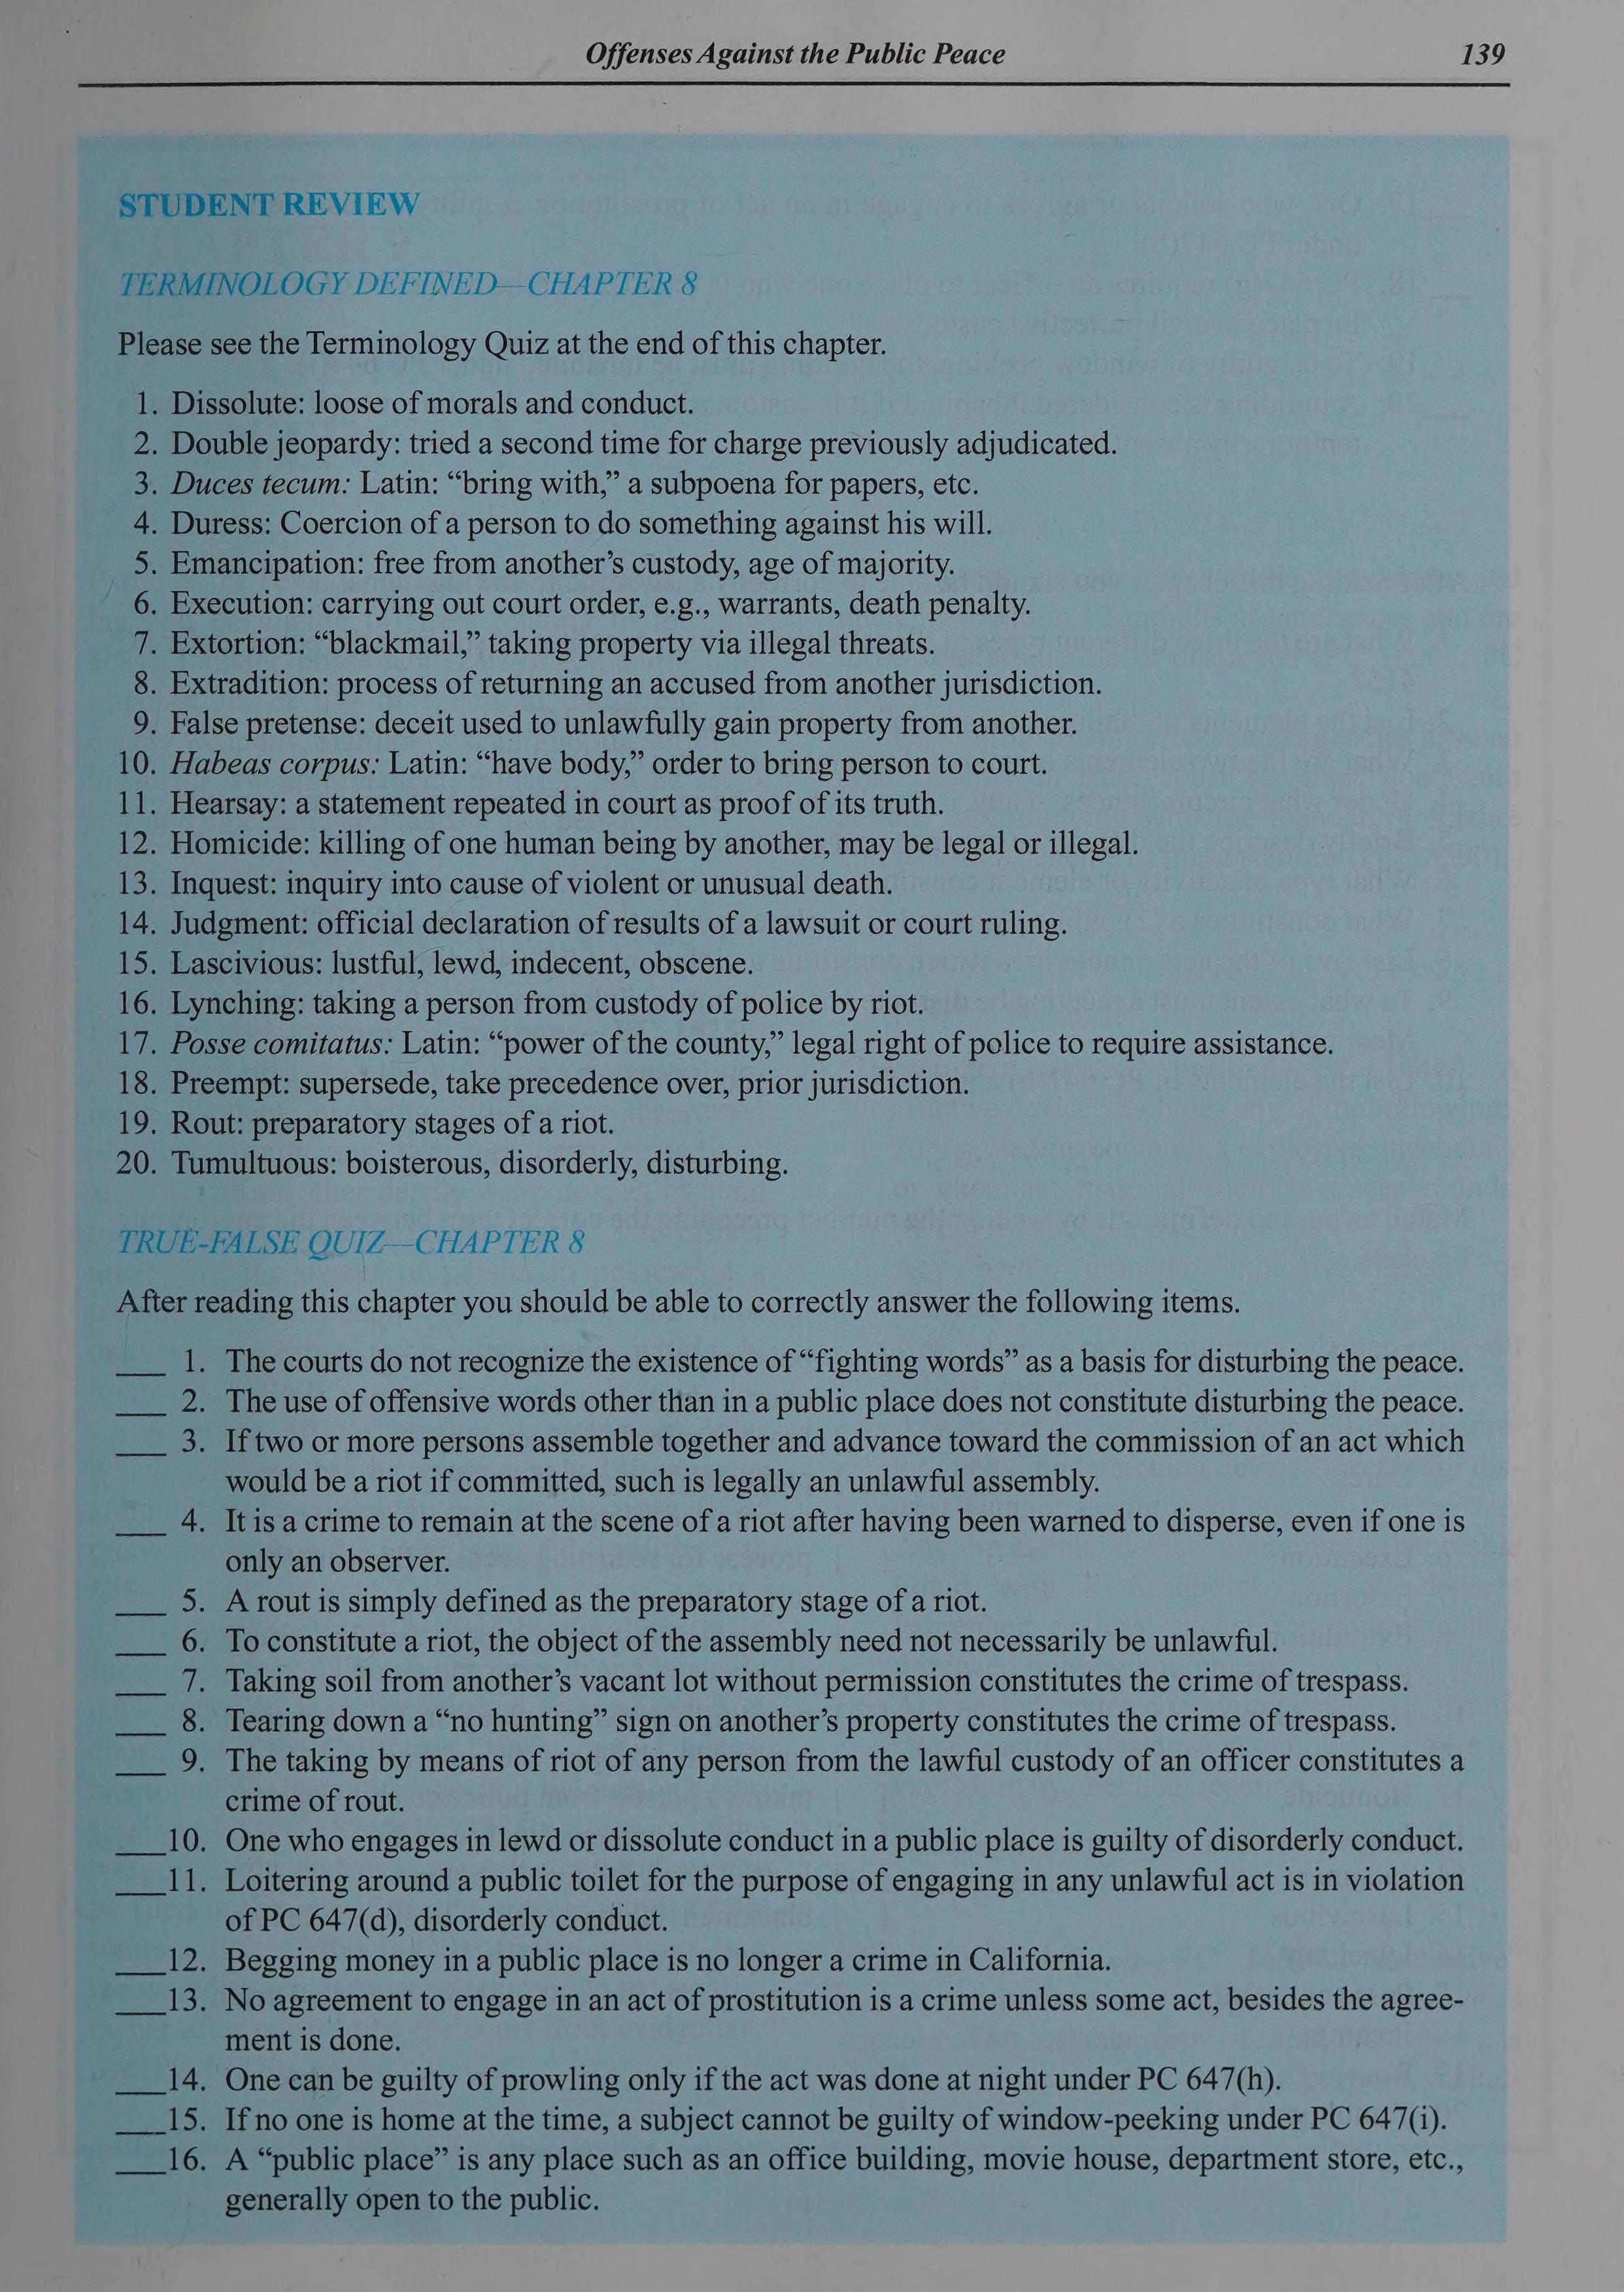 Offenses Against the Public Peace 139
STUDENT REVIEW
TERMINOLOGY DEFINED—CHAPTER 8
Please see the Terminology Quiz at the end of this chapter.
1. Dissolute: loose of morals and conduct.
2. Double jeopardy: tried a second time for charge previously adjudicated.
3. Duces tecum: Latin: “bring with,” a subpoena for papers, etc.
4. Duress: Coercion of a person to do something against his will.
5. Emancipation: free from another’s custody, age of majority.
6. Execution: carrying out court order, e.g., warrants, death penalty.
7. Extortion: “blackmail,” taking property via illegal threats.
8. Extradition: process of returning an accused from another jurisdiction.
9. False pretense: deceit used to unlawfully gain property from another.
10. Habeas corpus: Latin: “have body,” order to bring person to court.
11. Hearsay: a statement repeated in court as proof of its truth.
12. Homicide: killing of one human being by another, may be legal or illegal.
13. Inquest: inquiry into cause of violent or unusual death.
14. Judgment: official declaration of results of a lawsuit or court ruling.
15. Lascivious: lustful, lewd, indecent, obscene.
16. Lynching: taking a person from custody of police by riot.
17. Posse comitatus: Latin: “power of the county,” legal right of police to require assistance.
18. Preempt: supersede, take precedence over, prior jurisdiction.
19. Rout: preparatory stages of a riot.
20. Tumultuous: boisterous, disorderly, disturbing.
TRUE-FALSE QUIZ—CHAPTER 8
After reading this chapter you should be able to correctly answer the following items.
___ 1. The courts do not recognize the existence of “fighting words” as a basis for disturbing the peace.
___ 2. The use of offensive words other than in a public place does not constitute disturbing the peace.
___ 3. If two or more persons assemble together and advance toward the commission of an act which
would be a riot if committed, such is legally an unlawful assembly.
___ 4. It is a crime to remain at the scene of a riot after having been warned to disperse, even if one is
only an observer.
___ 5. A rout is simply defined as the preparatory stage of a riot.
___ 6. To constitute a riot, the object of the assembly need not necessarily be unlawful.
___ 7. Taking soil from another’s vacant lot without permission constitutes the crime of trespass.
___ 8. Tearing down a “no hunting” sign on another’s property constitutes the crime of trespass.
___ 9. The taking by means of riot of any person from the lawful custody of an officer constitutes a
crime of rout.
___10. One who engages in lewd or dissolute conduct in a public place is guilty of disorderly conduct.
___11. Loitering around a public toilet for the purpose of engaging in any unlawful act is in violation
of PC 647(d), disorderly conduct.
___12. Begging money in a public place is no longer a crime in California.
___13. No agreement to engage in an act of prostitution is a crime unless some act, besides the agree-
ment is done.
___14. One can be guilty of prowling only if the act was done at night under PC 647(h).
___15. If no one is home at the time, a subject cannot be guilty of window-peeking under PC 647(i).
___16. A “public place” is any place such as an office building, movie house, department store, etc.,
generally open to the public.